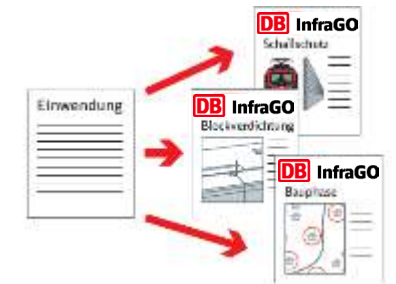 Einwendung
DB InfraGO
Schallschutz
DB InfraGO
Blockverdichtung
DB InfraGO
Bauphase